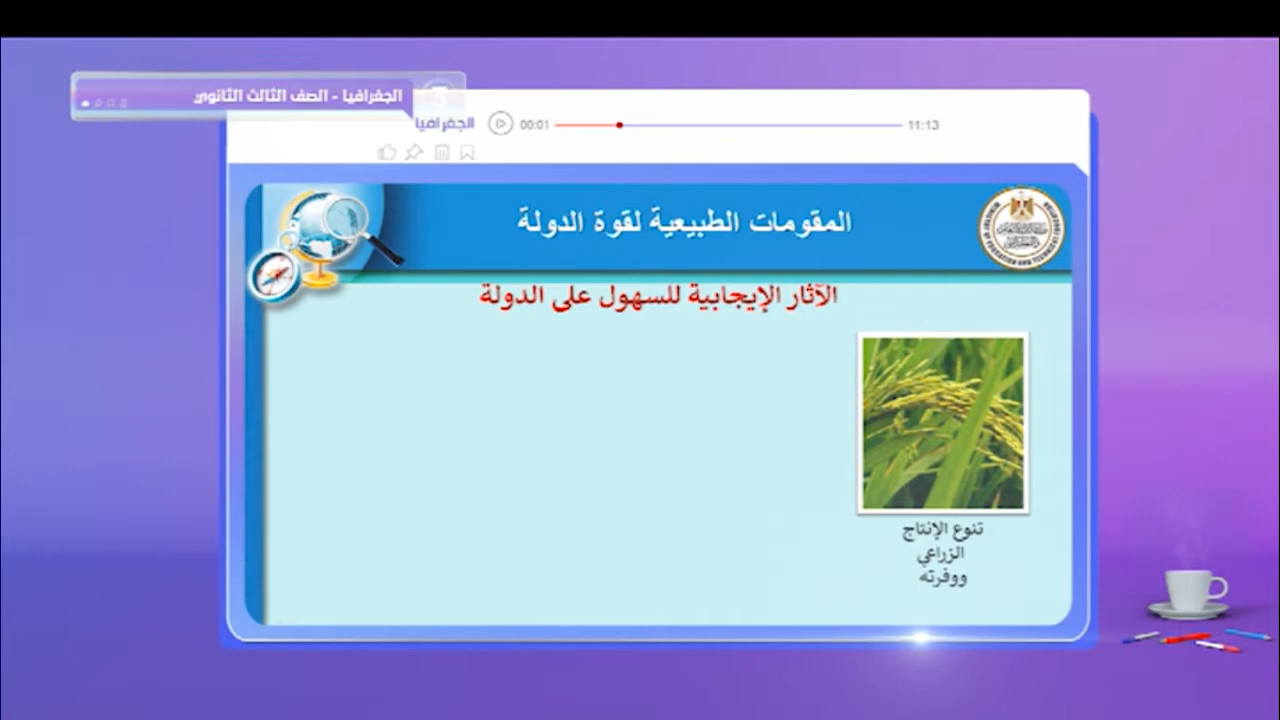 الجغرافيا - الصف الثالث الثانوي
الجغرافيا
00:01
11:13
المقومات الطبيعية لقوة الدولة
الآثار الإيجابية للسهول على الدولة
تنوع الإنتاج
الزراعي
ووفرته